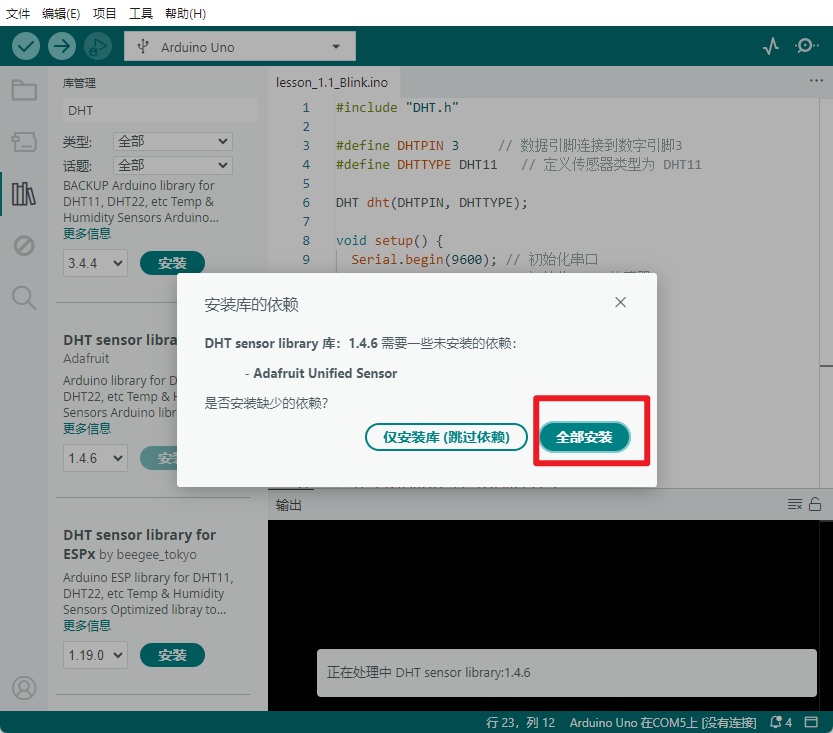 文件 编辑(E) 项目 工具 帮助(H)
Arduino Uno
库管理
DHT
类型: 全部
话题: 全部
BACKUP Arduino library for
DHT11, DHT22, etc Temp &
Humidity Sensors Arduino...
更多信息
3.4.4 安装
DHT sensor libra
Adafruit
Arduino library for D
DHT22, etc Temp & H
Sensors Arduino libr
更多信息
1.4.6 安
DHT sensor library for
ESPx by beegee_tokyo
Arduino ESP library for DHT11,
DHT22, etc Temp & Humidity
Sensors Optimized libray to...
更多信息
1.19.0 安装
lesson_1.1_Blink.ino
1 #include "DHT.h"
2
3 #define DHTPIN 3 // 数据引脚连接到数字引脚3
4 #define DHTTYPE DHT11 // 定义传感器类型为 DHT11
5
6 DHT dht(DHTPIN, DHTTYPE);
7
8 void setup() {
9 Serial.begin(9600); // 初始化串口
安装库的依赖
DHT sensor library 库：1.4.6 需要一些未安装的依赖：
- Adafruit Unified Sensor
是否安装缺少的依赖？
仅安装库 (跳过依赖) 全部安装
输出
正在处理中 DHT sensor library:1.4.6
行 23，列 12 Arduino Uno 在COM5上 [没有连接] 4